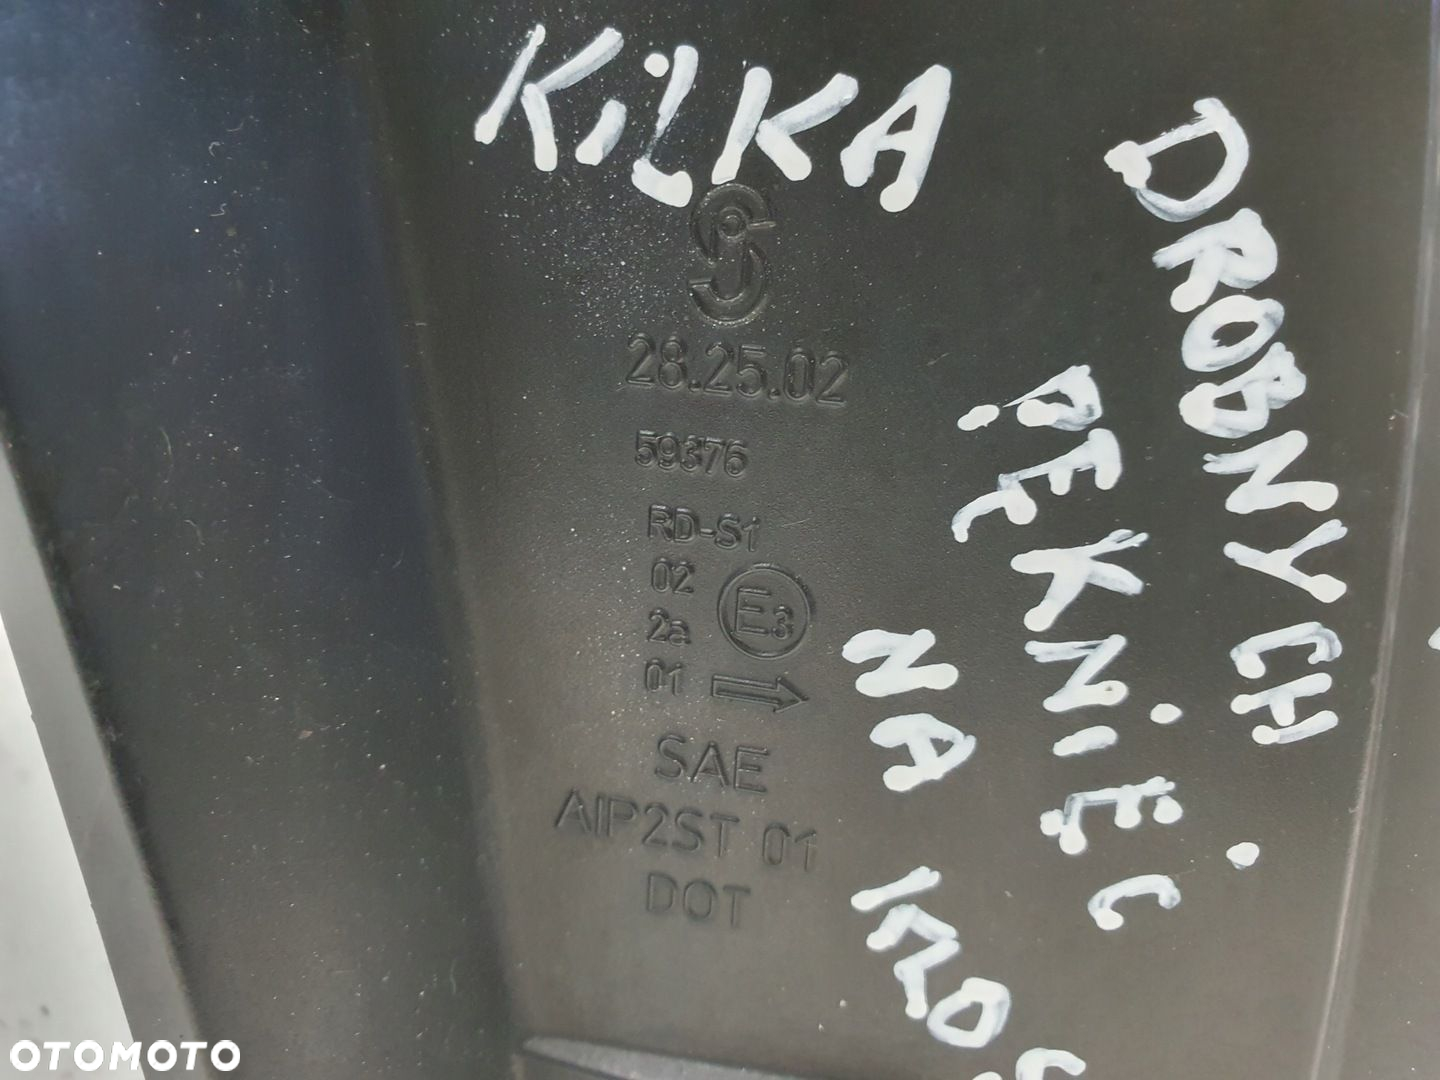 KILKA
DROBNYCH
PĘKNIĘĆ
NA
28.25.02
59376
RD-S1
02
2a
01
E3
SAE
AIP2ST 01
DOT
OTOMOTO